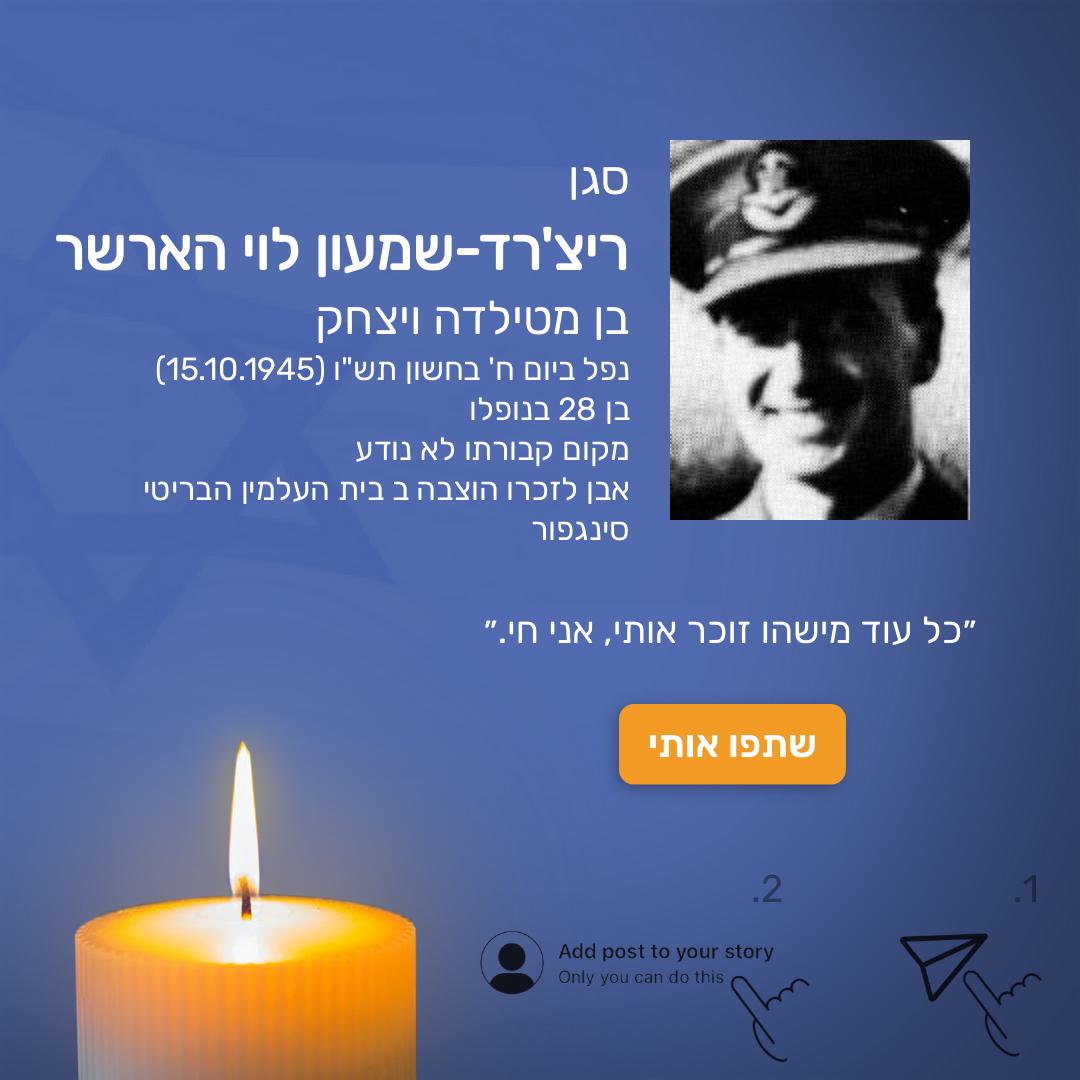 סגן
ריצ'רד-שמעון לוי הארשר
בן מטילדה ויצחק
נפל ביום ח' בחשון תש"ו (15.10.1945)
בן 28 בנופלו
מקום קבורתו לא נודע
אבן לזכרו הוצבה ב בית העלמין הבריטי
סינגפור
״כל עוד מישהו זוכר אותי, אני חי.״
שתפו אותי
1.
2.
Add post to your story
Only you can do this